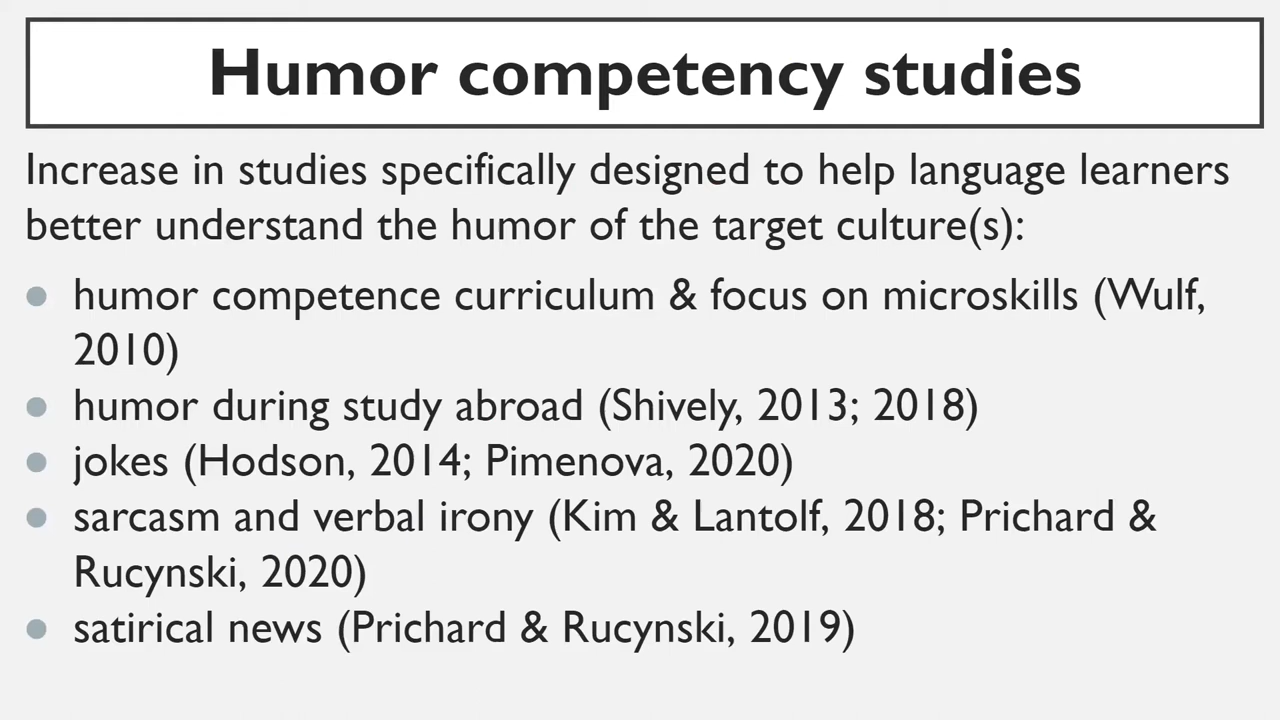 Humor competency studies
Increase in studies specifically designed to help language learners
better understand the humor of the target culture(s):
● humor competence curriculum & focus on microskills (Wulf,
2010)
● humor during study abroad (Shively, 2013; 2018)
● jokes (Hodson, 2014; Pimenova, 2020)
● sarcasm and verbal irony (Kim & Lantolf, 2018; Prichard &
Rucynski, 2020)
● satirical news (Prichard & Rucynski, 2019)